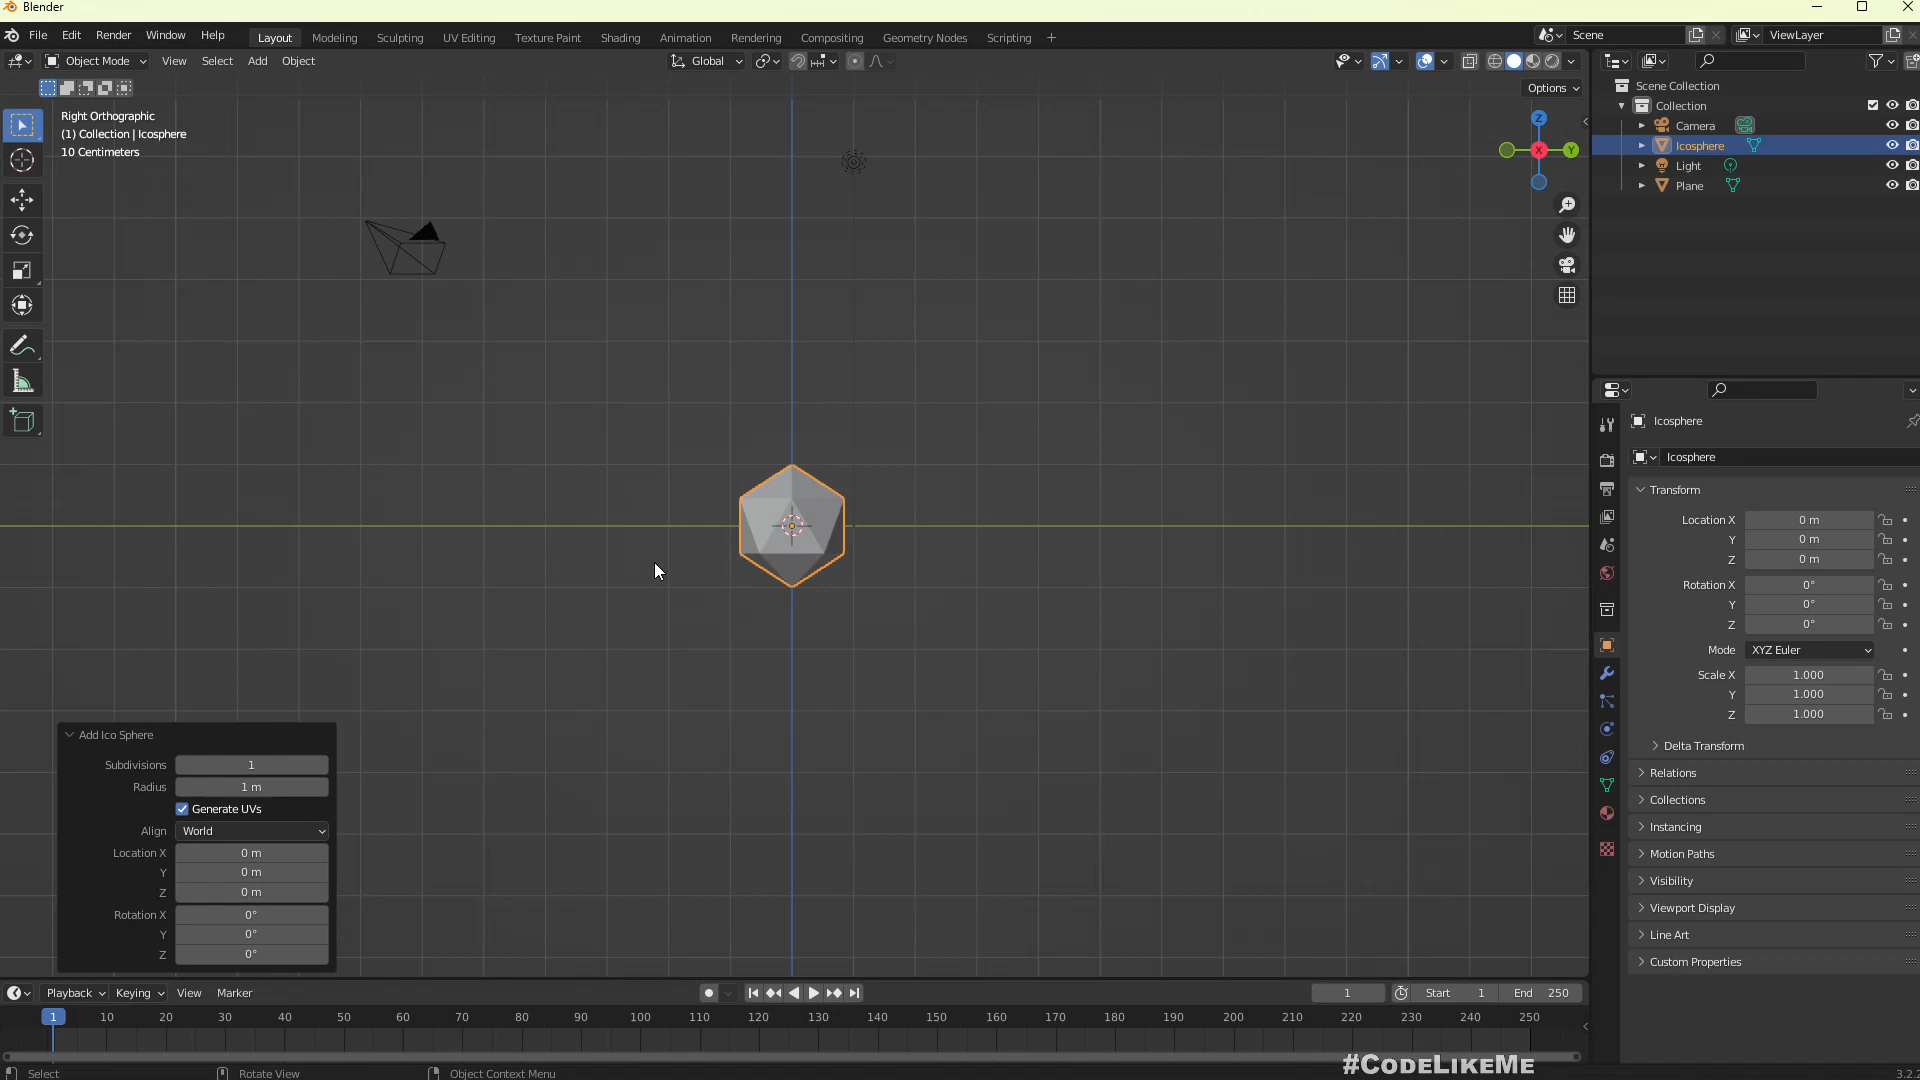 Blender
File Edit Render Window Help Layout Modeling Sculpting UV Editing Texture Paint Shading Animation Rendering Compositing Geometry Nodes Scripting + Scene ViewLayer
Object Mode View Select Add Object Global
Options
Right Orthographic
(1) Collection | Icosphere
10 Centimeters
Z
X
Y
Scene Collection
Collection
Camera
Icosphere
Light
Plane
Icosphere
Icosphere
Transform
Location X 0 m
Y 0 m
Z 0 m
Rotation X 0°
Y 0°
Z 0°
Mode XYZ Euler
Scale X 1.000
Y 1.000
Z 1.000
Delta Transform
Relations
Collections
Instancing
Motion Paths
Visibility
Viewport Display
Line Art
Custom Properties
Add Ico Sphere
Subdivisions 1
Radius 1 m
Generate UVs
Align World
Location X 0 m
Y 0 m
Z 0 m
Rotation X 0°
Y 0°
Z 0°
Playback Keying View Marker 1 Start 1 End 250
1 10 20 30 40 50 60 70 80 90 100 110 120 130 140 150 160 170 180 190 200 210 220 230 240 250
#CodeLikeMe
Select Rotate View Object Context Menu